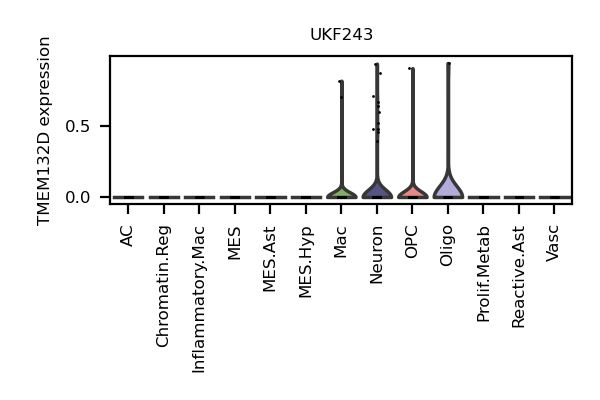 UKF243
TMEM132D expression
0.5
0.0
AC
Chromatin.Reg
Inflammatory.Mac
MES
MES.Ast
MES.Hyp
Mac
Neuron
OPC
Oligo
Prolif.Metab
Reactive.Ast
Vasc